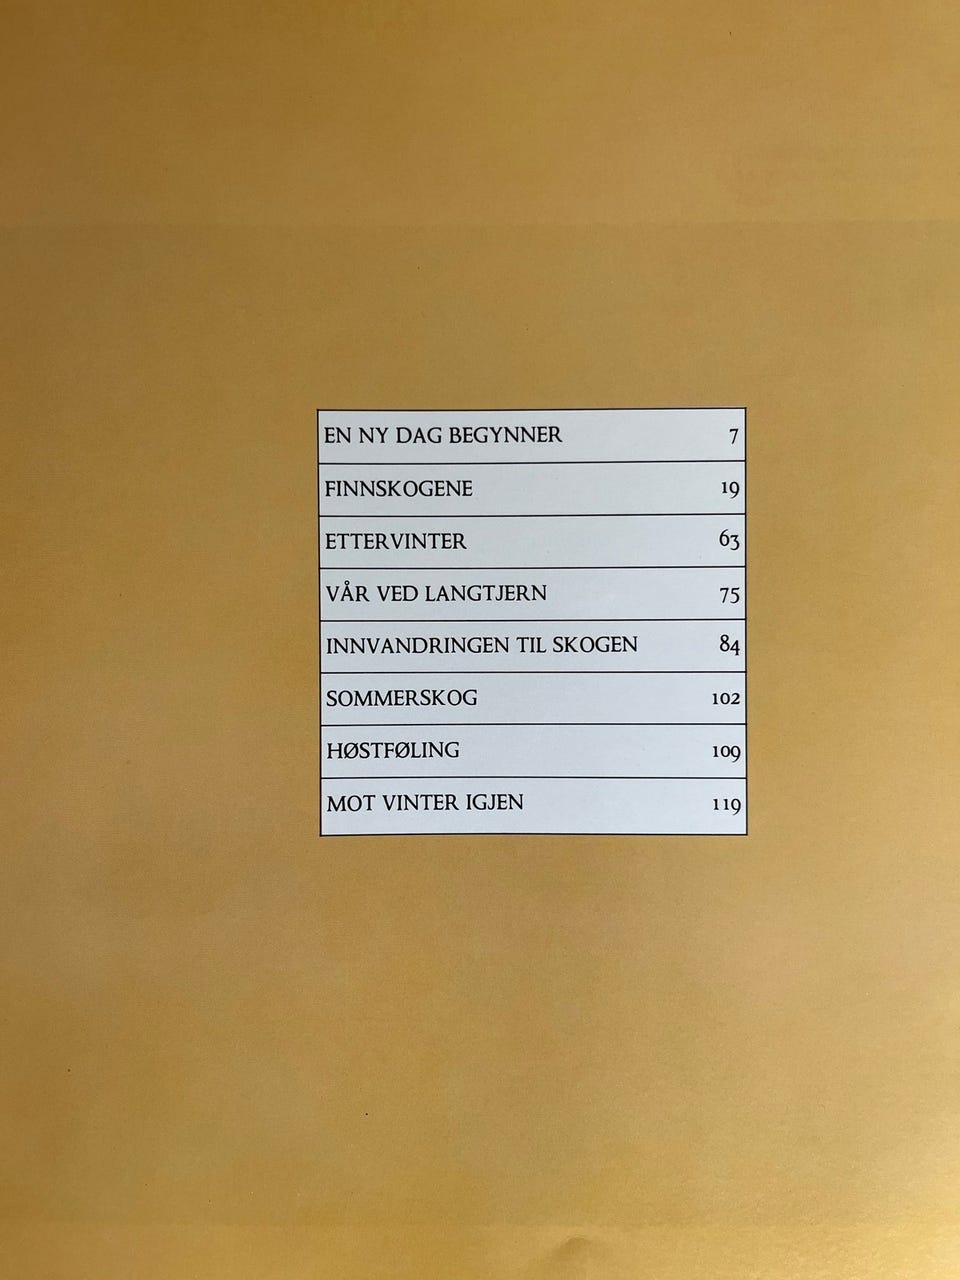 EN NY DAG BEGYNNER 7
FINNSKOGENE 19
ETTERVINTER 63
VÅR VED LANGTJERN 75
INNVANDRINGEN TIL SKOGEN 84
SOMMERSKOG 102
HØSTFØLING 109
MOT VINTER IGJEN 119